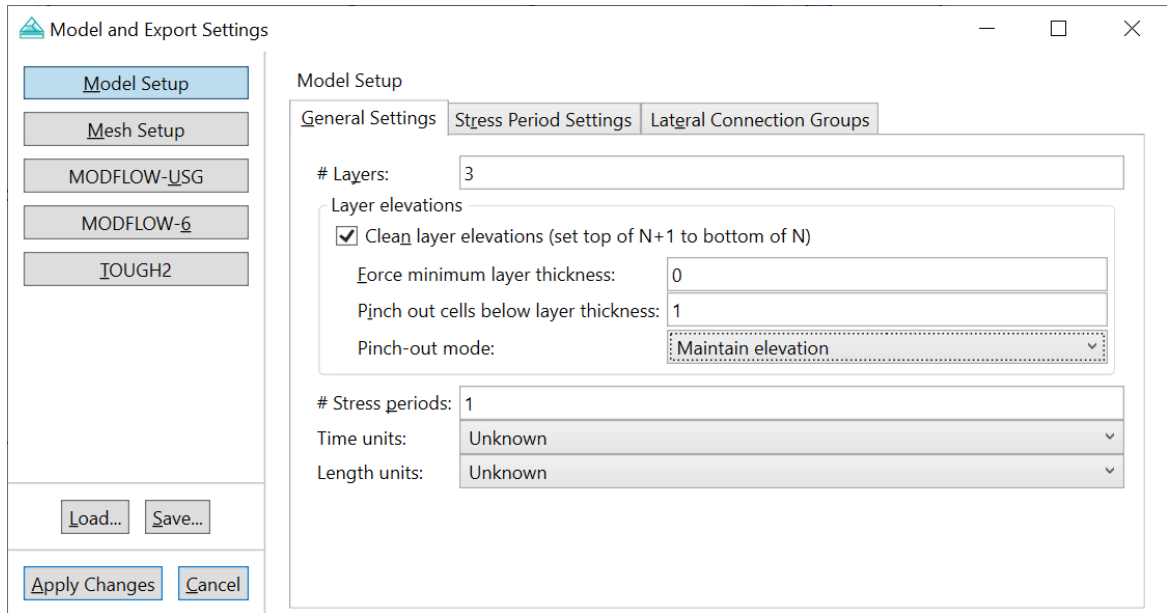 Model and Export Settings
Model Setup
Mesh Setup
MODFLOW-USG
MODFLOW-6
TOUGH2
Load...
Save...
Apply Changes
Cancel
Model Setup
General Settings
Stress Period Settings
Lateral Connection Groups
# Layers: 3
Layer elevations
Clean layer elevations (set top of N+1 to bottom of N)
Force minimum layer thickness: 0
Pinch out cells below layer thickness: 1
Pinch-out mode: Maintain elevation
# Stress periods: 1
Time units: Unknown
Length units: Unknown